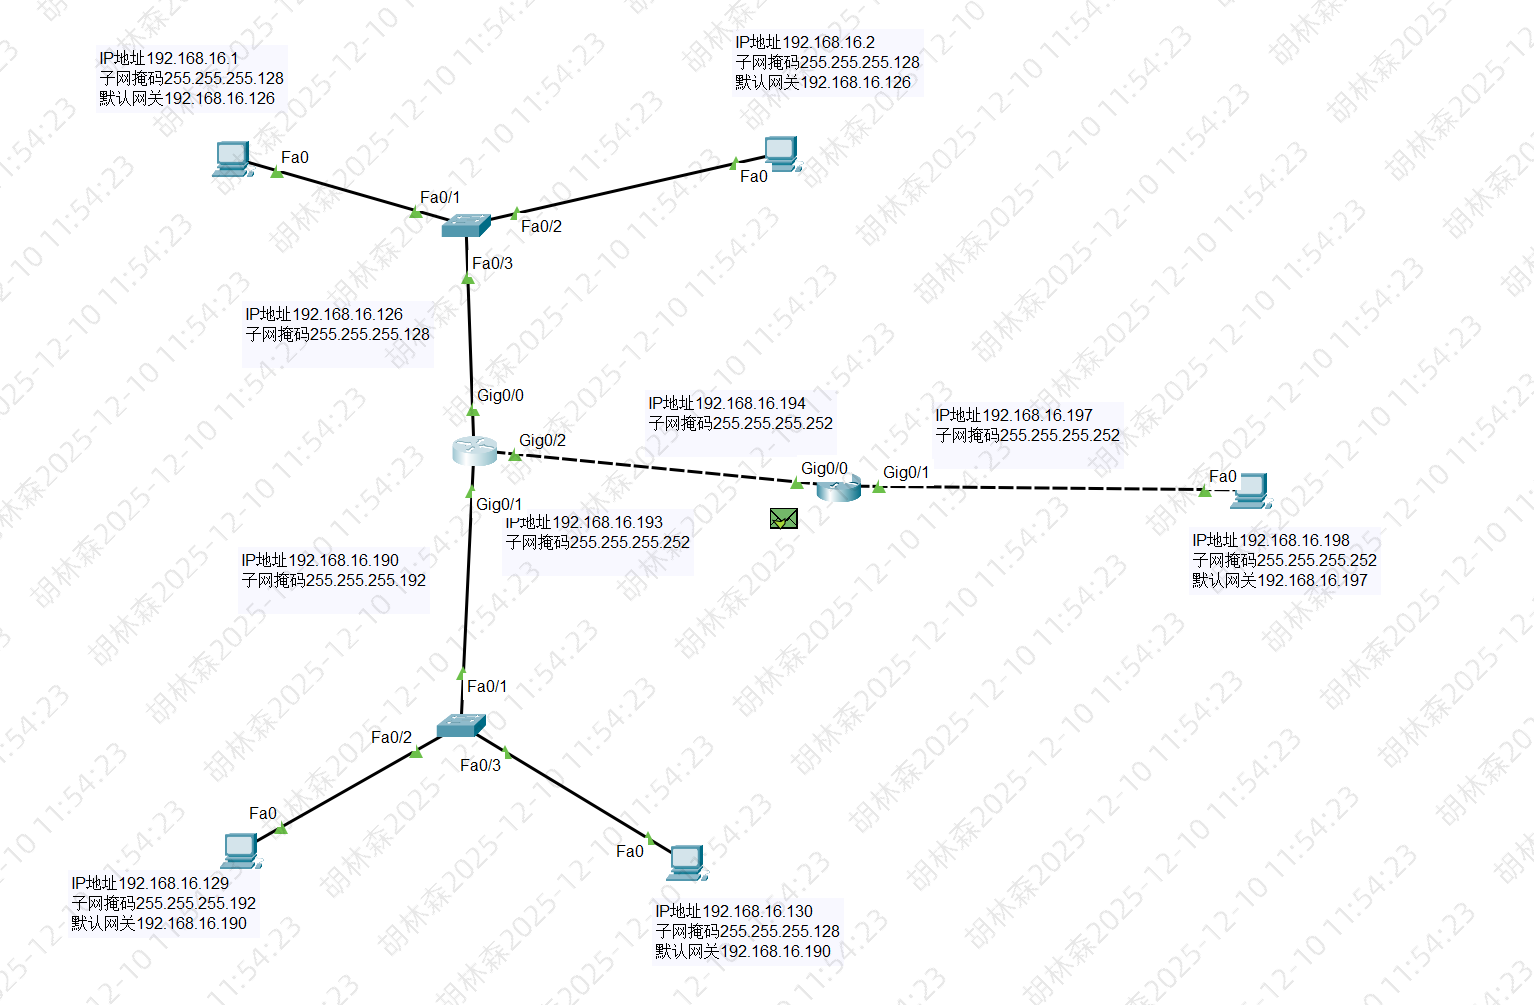 IP地址192.168.16.1
子网掩码255.255.255.128
默认网关192.168.16.126
IP地址192.168.16.2
子网掩码255.255.255.128
默认网关192.168.16.126
Fa0
Fa0
Fa0/1
Fa0/2
Fa0/3
IP地址192.168.16.126
子网掩码255.255.255.128
Gig0/0
IP地址192.168.16.194
子网掩码255.255.255.252
IP地址192.168.16.197
子网掩码255.255.255.252
Gig0/2
Gig0/0
Gig0/1
Fa0
Gig0/1
IP地址192.168.16.193
子网掩码255.255.255.252
IP地址192.168.16.198
子网掩码255.255.255.252
默认网关192.168.16.197
IP地址192.168.16.190
子网掩码255.255.255.192
Fa0/1
Fa0/2
Fa0/3
Fa0
Fa0
IP地址192.168.16.129
子网掩码255.255.255.192
默认网关192.168.16.190
IP地址192.168.16.130
子网掩码255.255.255.128
默认网关192.168.16.190
胡林森2025-12-10 11:54:23